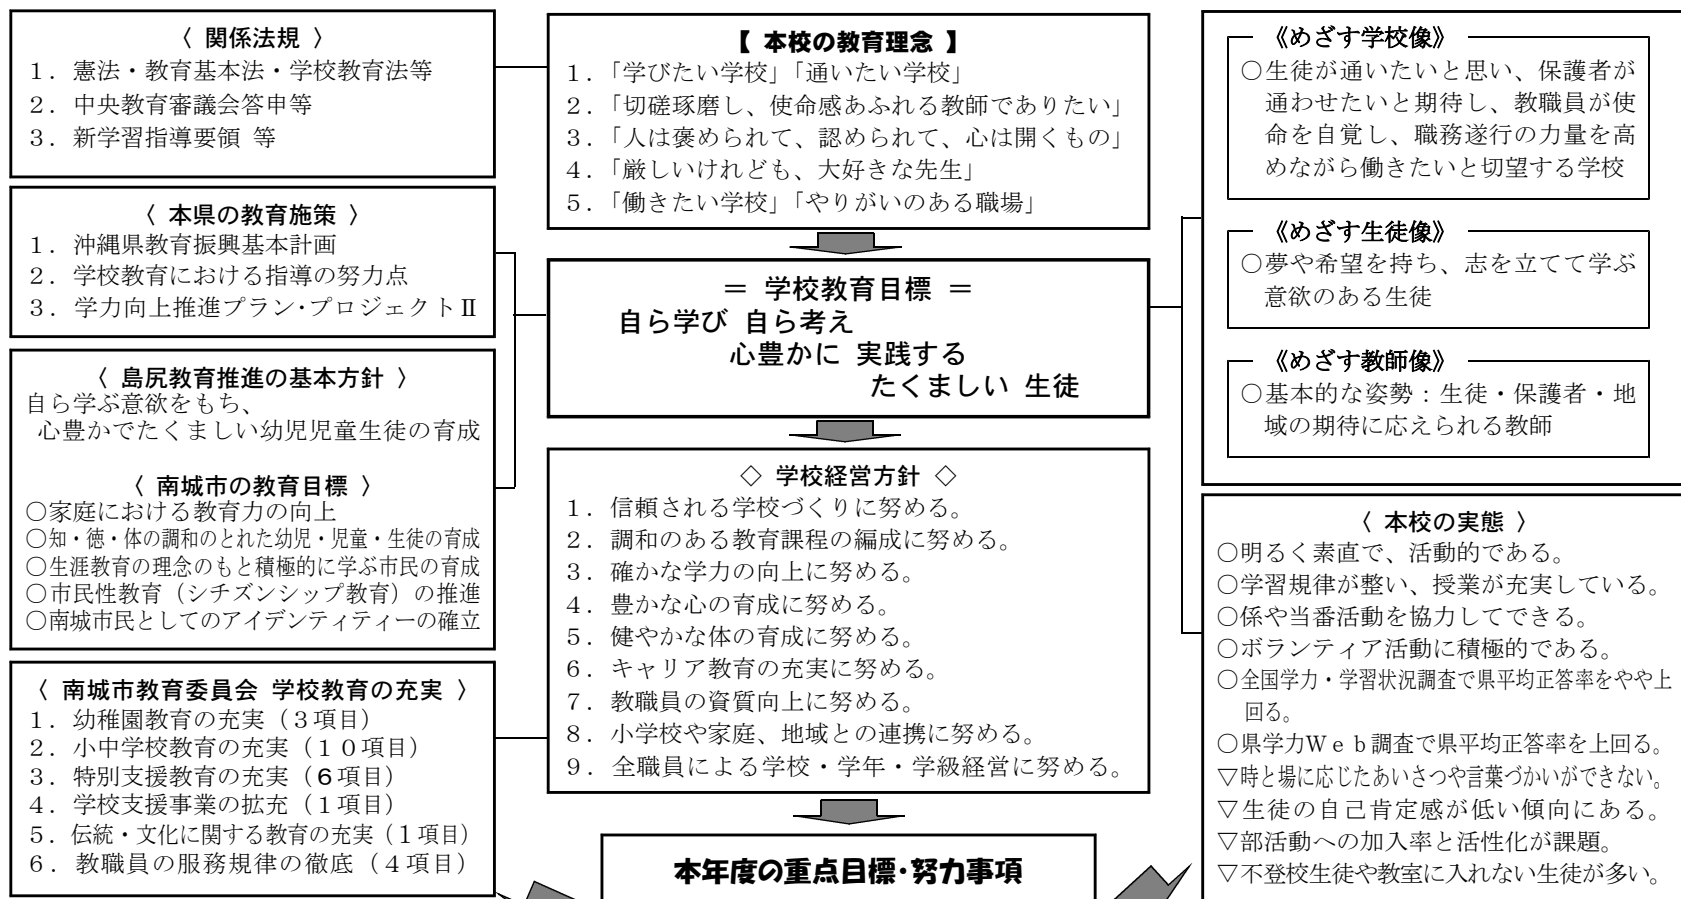 〈 関係法規 〉
1．憲法・教育基本法・学校教育法等
2．中央教育審議会答申等
3．新学習指導要領 等
〈 本県の教育施策 〉
1．沖縄県教育振興基本計画
2．学校教育における指導の努力点
3．学力向上推進プラン・プロジェクトⅡ
〈 島尻教育推進の基本方針 〉
自ら学ぶ意欲をもち、
心豊かでたくましい幼児児童生徒の育成
〈 南城市の教育目標 〉
○家庭における教育力の向上
○知・徳・体の調和のとれた幼児・児童・生徒の育成
○生涯教育の理念のもと積極的に学ぶ市民の育成
○市民性教育（シチズンシップ教育）の推進
○南城市民としてのアイデンティティーの確立
〈 南城市教育委員会 学校教育の充実 〉
1．幼稚園教育の充実（3項目）
2．小中学校教育の充実（10項目）
3．特別支援教育の充実（6項目）
4．学校支援事業の拡充（1項目）
5．伝統・文化に関する教育の充実（1項目）
6．教職員の服務規律の徹底（4項目）
【 本校の教育理念 】
1．「学びたい学校」「通いたい学校」
2．「切磋琢磨し、使命感あふれる教師でありたい」
3．「人は褒められて、認められて、心は開くもの」
4．「厳しいけれども、大好きな先生」
5．「働きたい学校」「やりがいのある職場」
＝ 学校教育目標 ＝
自ら学び 自ら考え
心豊かに 実践する
たくましい 生徒
◇ 学校経営方針 ◇
1．信頼される学校づくりに努める。
2．調和のある教育課程の編成に努める。
3．確かな学力の向上に努める。
4．豊かな心の育成に努める。
5．健やかな体の育成に努める。
6．キャリア教育の充実に努める。
7．教職員の資質向上に努める。
8．小学校や家庭、地域との連携に努める。
9．全職員による学校・学年・学級経営に努める。
本年度の重点目標･努力事項
《めざす学校像》
○生徒が通いたいと思い、保護者が
通わせたいと期待し、教職員が使
命を自覚し、職務遂行の力量を高
めながら働きたいと切望する学校
《めざす生徒像》
○夢や希望を持ち、志を立てて学ぶ
意欲のある生徒
《めざす教師像》
○基本的な姿勢：生徒・保護者・地
域の期待に応えられる教師
〈 本校の実態 〉
○明るく素直で、活動的である。
○学習規律が整い、授業が充実している。
○係や当番活動を協力してできる。
○ボランティア活動に積極的である。
○全国学力・学習状況調査で県平均正答率をやや上
回る。
○県学力Ｗｅｂ調査で県平均正答率を上回る。
▽時と場に応じたあいさつや言葉づかいができない。
▽生徒の自己肯定感が低い傾向にある。
▽部活動への加入率と活性化が課題。
▽不登校生徒や教室に入れない生徒が多い。